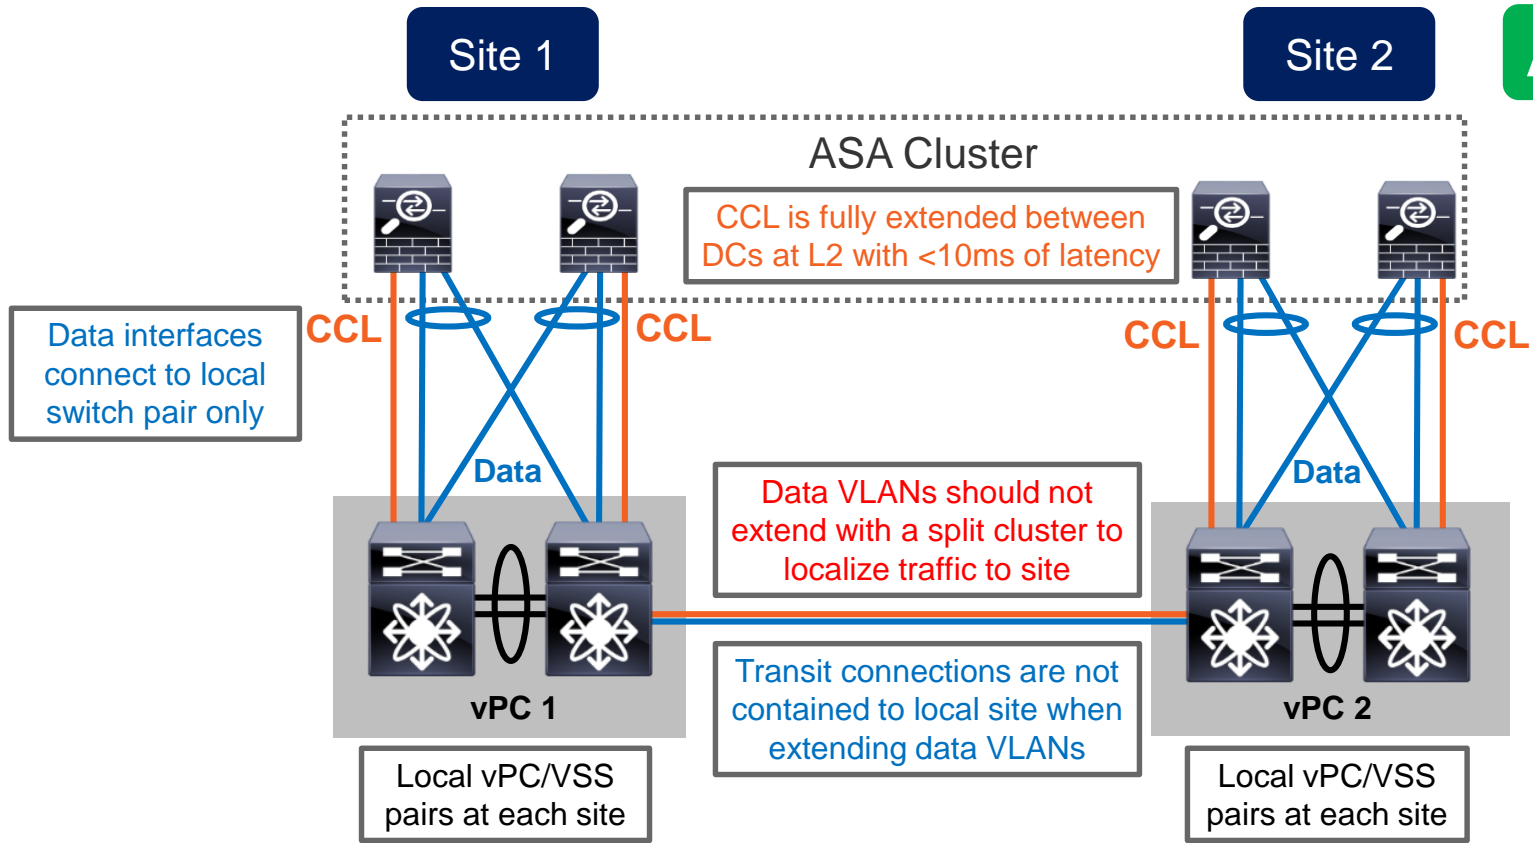 Site 1
Site 2
ASA Cluster
CCL is fully extended between
DCs at L2 with <10ms of latency
Data interfaces
connect to local
switch pair only
CCL
CCL
CCL
CCL
Data
Data
Data VLANs should not
extend with a split cluster to
localize traffic to site
Transit connections are not
contained to local site when
extending data VLANs
vPC 1
vPC 2
Local vPC/VSS
pairs at each site
Local vPC/VSS
pairs at each site